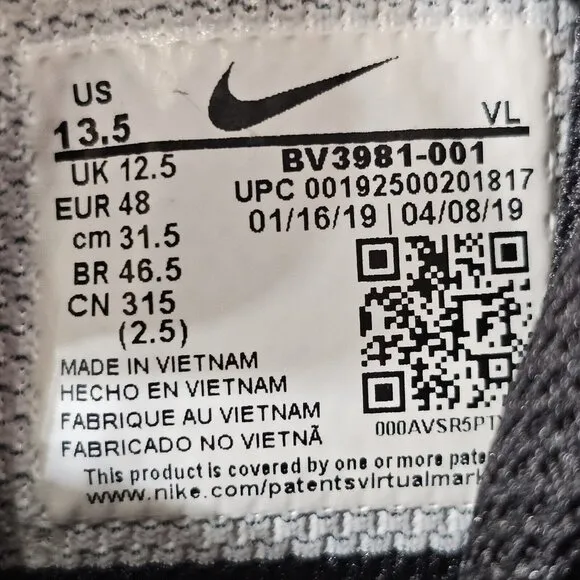 US
13.5
VL
UK 12.5
BV3981-001
EUR 48
UPC 00192500201817
cm 31.5
01/16/19 | 04/08/19
BR 46.5
CN 315
(2.5)
MADE IN VIETNAM
HECHO EN VIETNAM
FABRIQUE AU VIETNAM
FABRICADO NO VIETNÃ
000AVSR5PT
This product is covered by one or more pate
www.nike.com/patentsvirtualmark